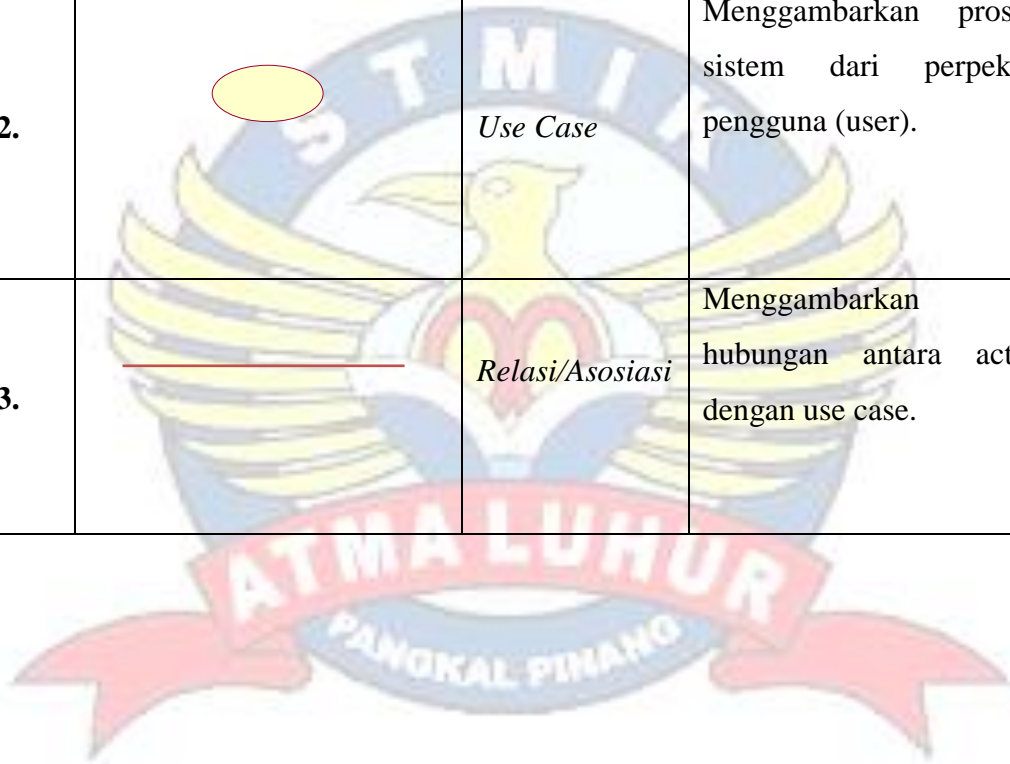 Menggambarkan pros
sistem dari perpek
pengguna (user).
2.
Use Case
Menggambarkan
hubungan antara act
dengan use case.
3.
Relasi/Asosiasi
STMIK
ATMA LUHUR
PANGKAL PINANG